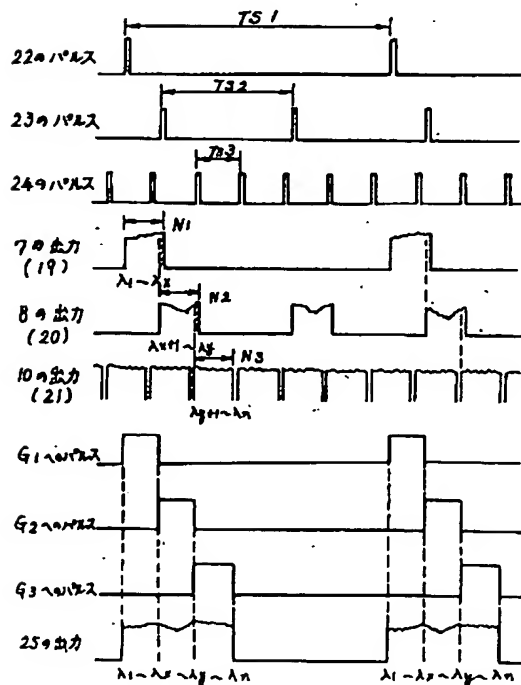 TS1
22のパルス
TS2
23のパルス
TS3
24のパルス
N1
7の出力
(19)
λ1~λx
N2
8の出力
(20)
λx+1~λy
N3
10の出力
(21)
λy+1~λn
G1へのパルス
G2へのパルス
G3へのパルス
25の出力
λ1~λx~λy~λn
λ1~λx~λy~λn